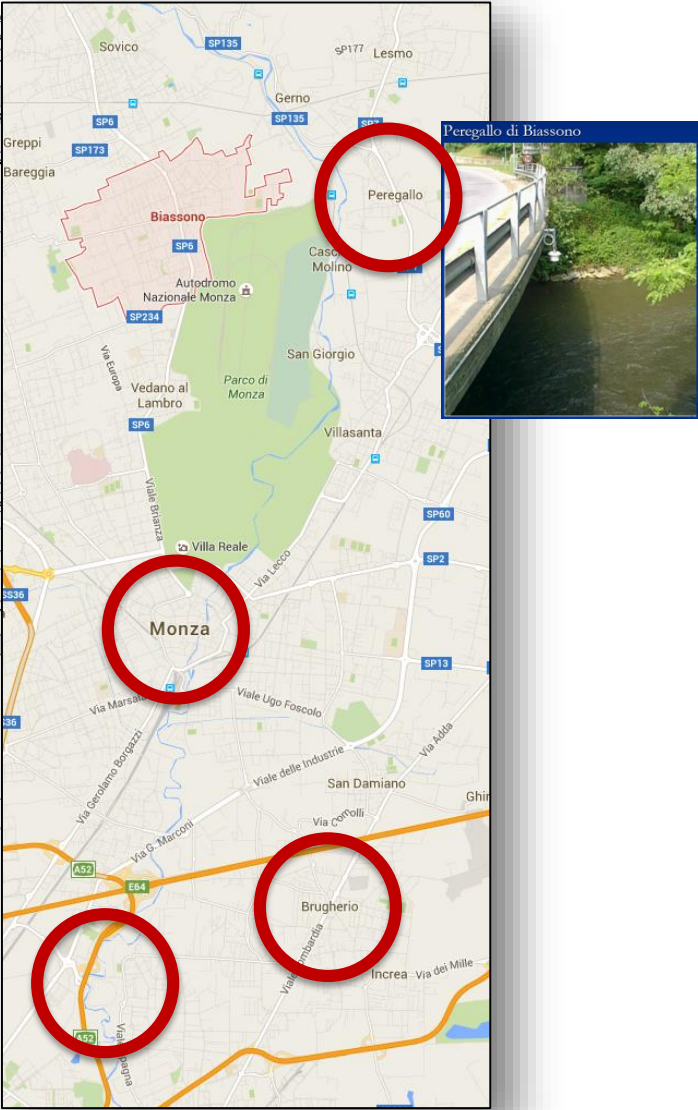 Sovico
SP135
SP177
Lesmo
Gerno
SP6
SP135
Greppi
SP173
Bareggia
Peregallo di Biassono
Peregallo
Biassono
SP6
Molino
Autodromo
Nazionale Monza
SP234
Via Europa
San Giorgio
Vedano al
Lambro
Parco di
Monza
SP6
Villasanta
Viale Brianza
SP60
Villa Reale
SP2
Via Lecco
SS36
Monza
SP13
Via Marsala
Viale Ugo Foscolo
S36
Via Adda
Via Gerolamo Borgazzi
Viale delle Industrie
San Damiano
Ghir
Via Comolli
Via G. Marconi
A52
E64
Brugherio
Viale Lombardia
Increa
Via dei Mille
A52